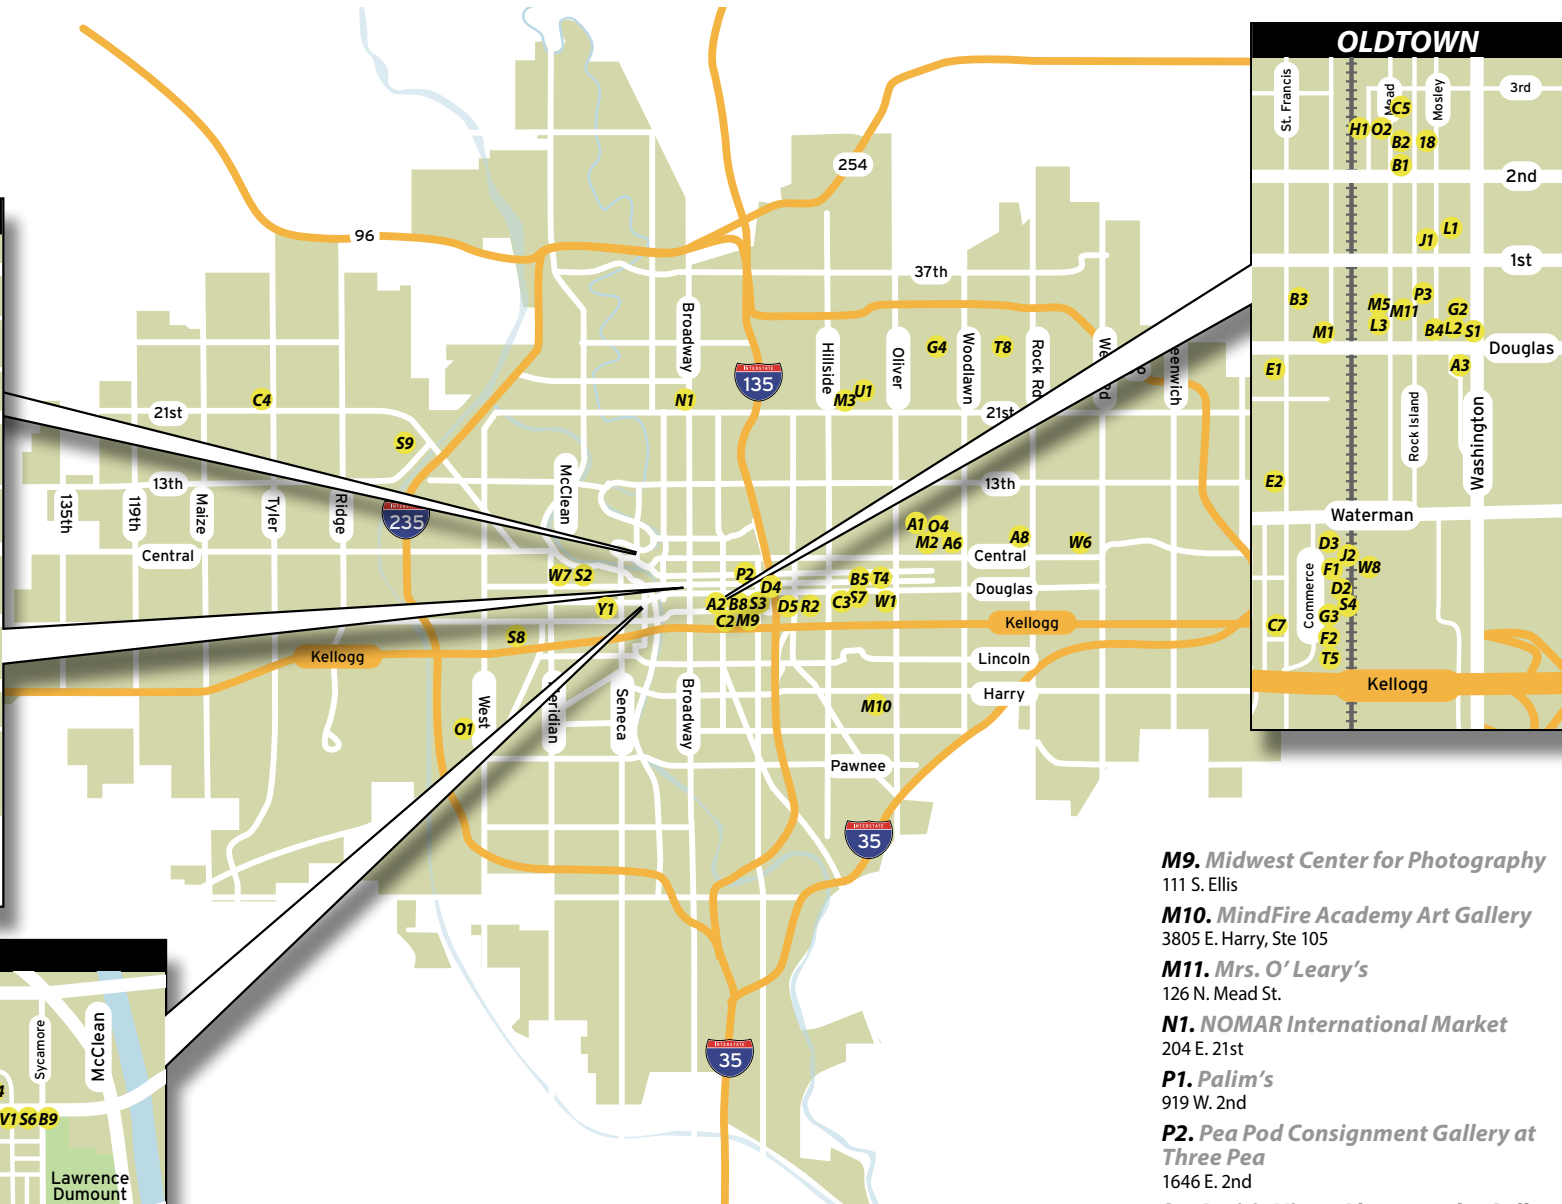 OLDTOWN
St. Francis
Mead
Mosley
3rd
C5
H1 O2
B2 18
B1
2nd
L1
J1
1st
B3
P3
M5 M11 G2
L3
M1
B4 L2 S1
Douglas
E1
A3
Rock Island
Washington
E2
Waterman
D3
J2
F1 W8
D2
S4
G3
Commerce
C7
F2
T5
Kellogg
254
96
37th
Broadway
Hillside
Oliver
Woodlawn
Rock Rd
G4
T8
INTERSTATE
135
U1
M3
N1
C4
21st
21st
S9
13th
13th
McClean
135th
119th
Maize
Tyler
Ridge
INTERSTATE
235
Central
A1 O4
M2 A6
A8
W6
Central
W7 S2
P2
D4
B5 T4
Douglas
Y1
A2 B8 S3
D5 R2
C3 S7 W1
C2 M9
S8
Kellogg
Kellogg
Lincoln
Harry
West
Seneca
Broadway
M10
O1
Pawnee
INTERSTATE
35
INTERSTATE
35
Sycamore
McClean
V1 S6 B9
Lawrence
Dumount
M9. Midwest Center for Photography
111 S. Ellis
M10. MindFire Academy Art Gallery
3805 E. Harry, Ste 105
M11. Mrs. O' Leary's
126 N. Mead St.
N1. NOMAR International Market
204 E. 21st
P1. Palim's
919 W. 2nd
P2. Pea Pod Consignment Gallery at
Three Pea
1646 E. 2nd